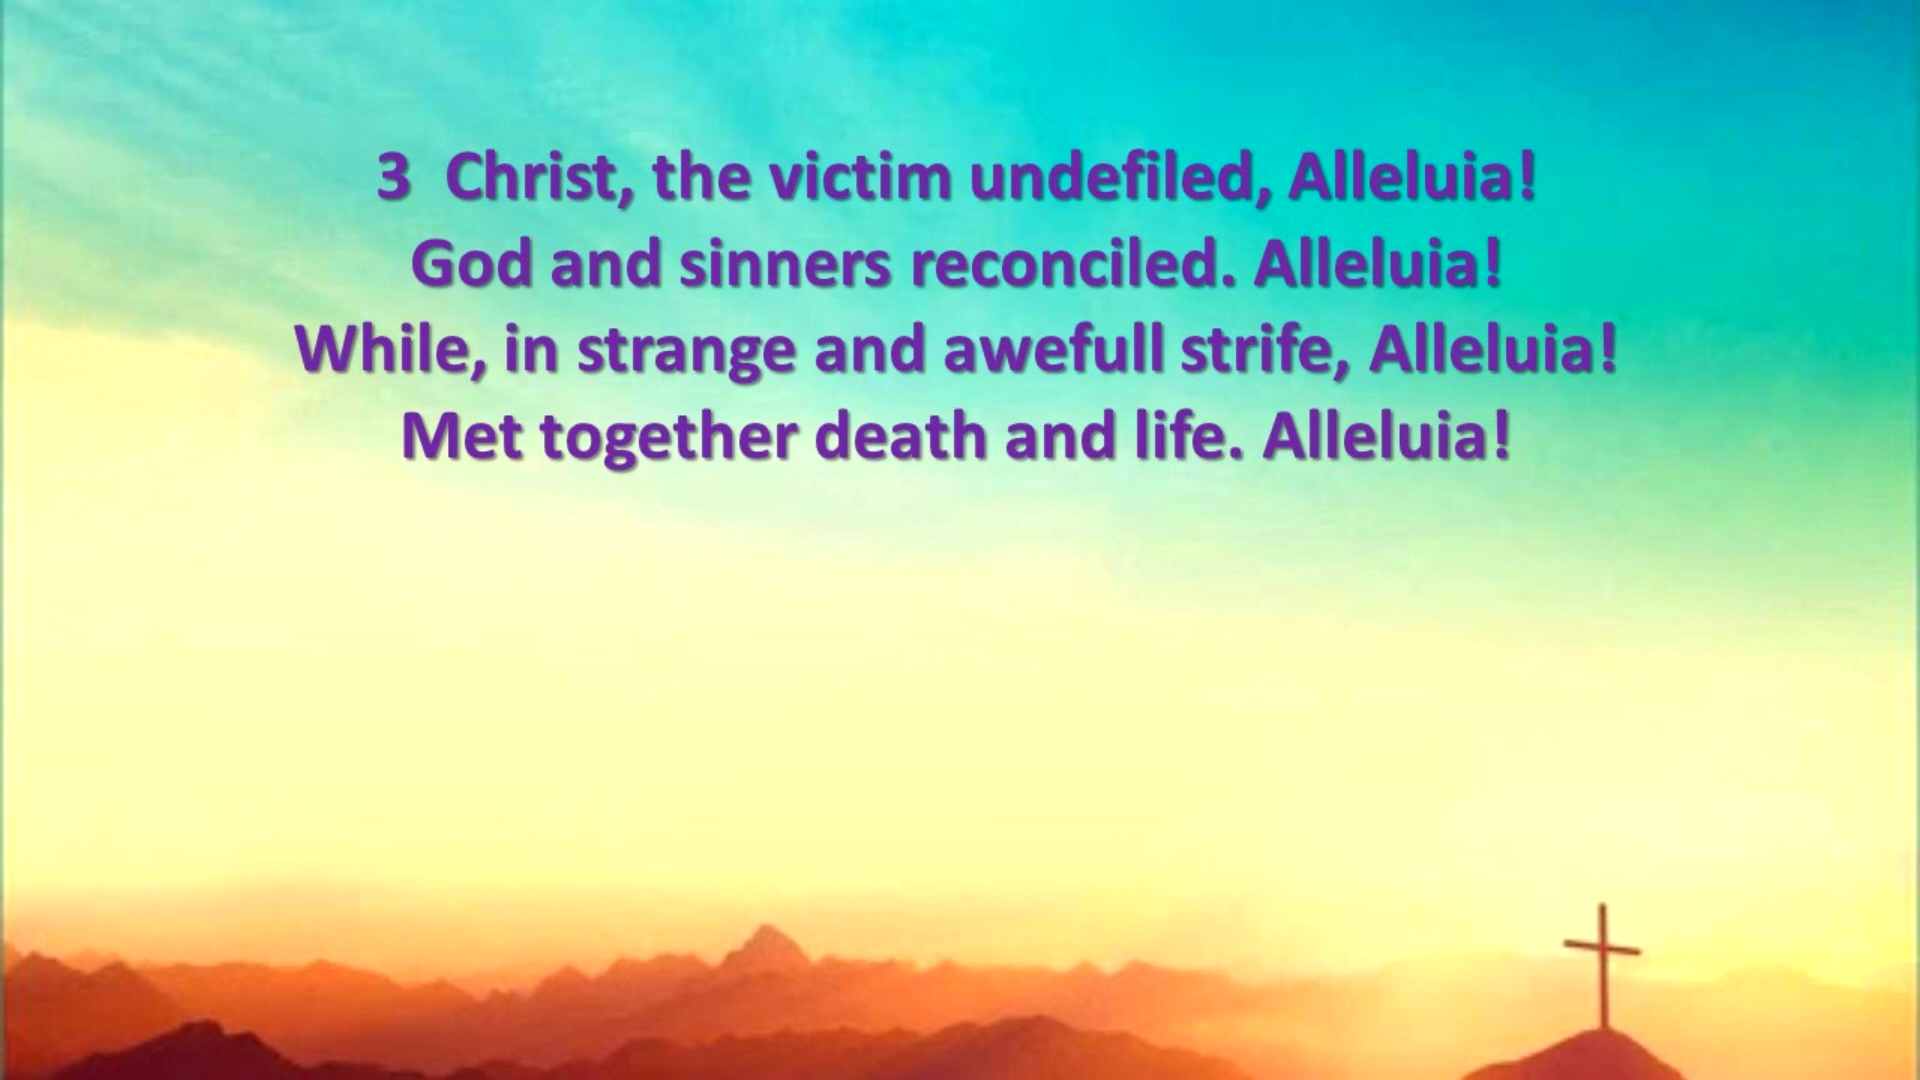 3  Christ, the victim undefiled, Alleluia!
God and sinners reconciled. Alleluia!
While, in strange and awefull strife, Alleluia!
Met together death and life. Alleluia!